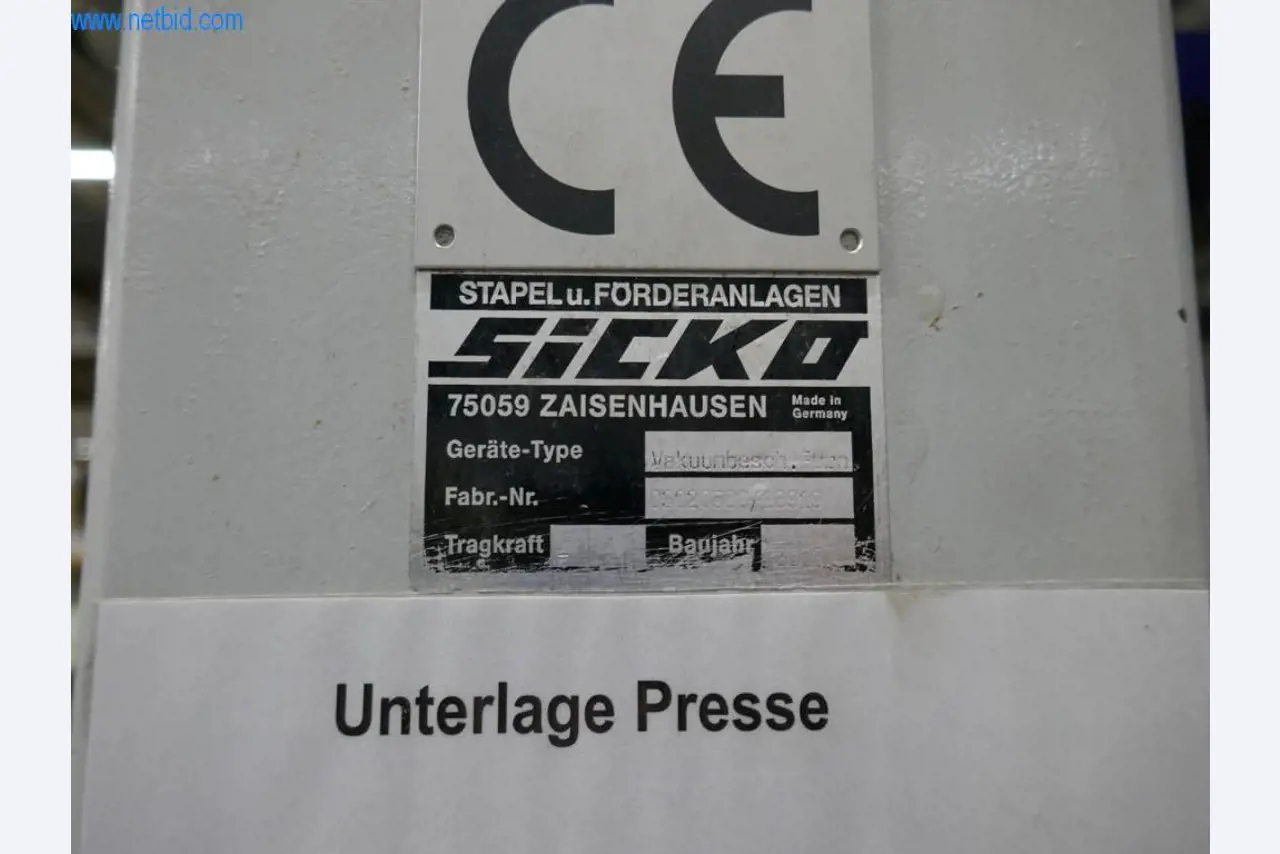 www.netbid.com
CE
STAPEL u. FÖRDERANLAGEN
SiCKO
75059 ZAISENHAUSEN Made in Germany
Geräte-Type
Fabr.-Nr.
Tragkraft Baujahr
Unterlage Presse